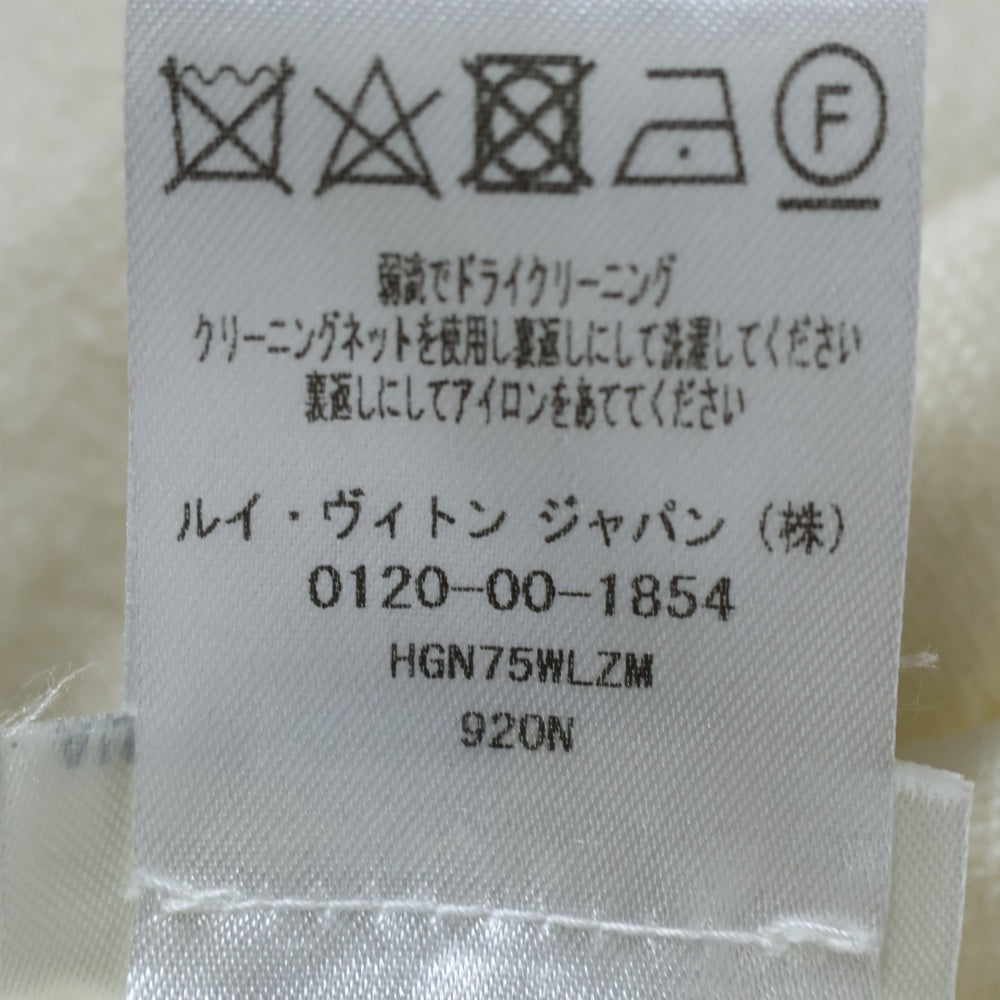 F
弱流でドライクリーニング
クリーニングネットを使用し裏返しにして洗濯してください
裏返しにしてアイロンをあててください
ルイ・ヴィトン ジャパン (株)
0120-00-1854
HGN75WLZM
920N